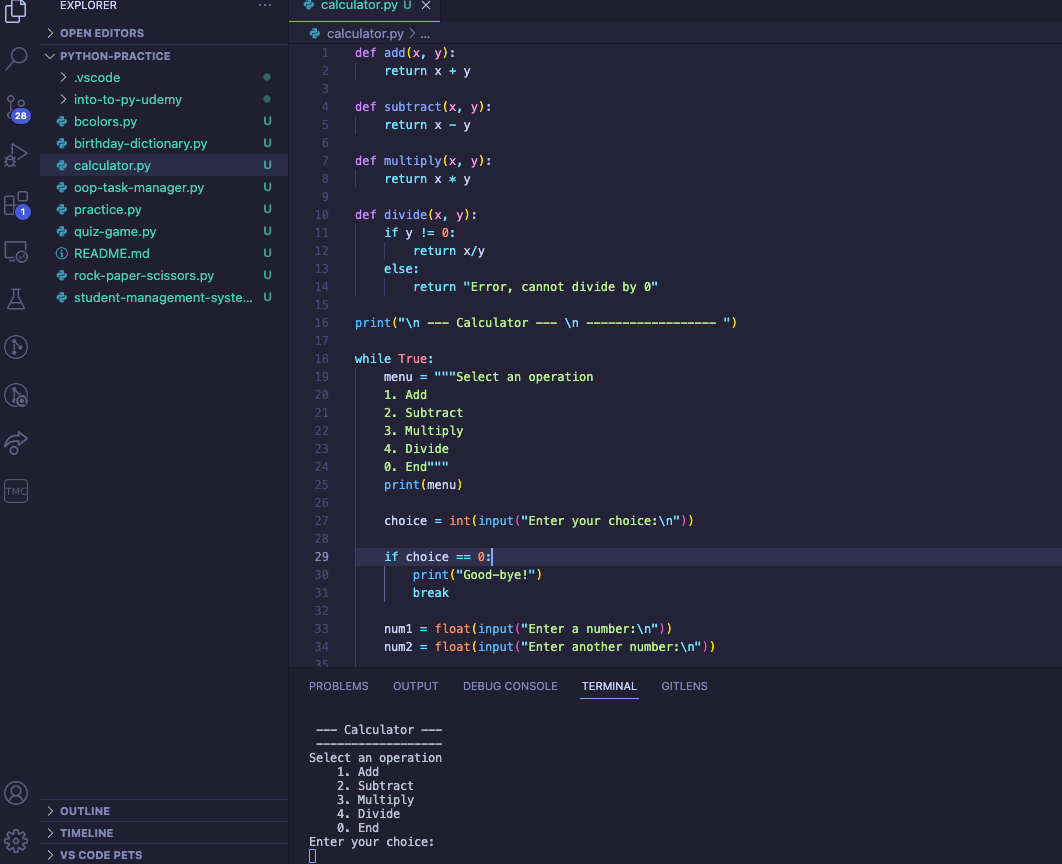 EXPLORER ...
OPEN EDITORS
PYTHON-PRACTICE
.vscode
into-to-py-udemy
bcolors.py U
birthday-dictionary.py U
calculator.py U
oop-task-manager.py U
practice.py U
quiz-game.py U
README.md U
rock-paper-scissors.py U
student-management-syste... U
28
1
TMC
OUTLINE
TIMELINE
VS CODE PETS
calculator.py U
calculator.py > ...
1 def add(x, y):
2     return x + y
3
4 def subtract(x, y):
5     return x - y
6
7 def multiply(x, y):
8     return x * y
9
10 def divide(x, y):
11     if y != 0:
12         return x/y
13     else:
14         return "Error, cannot divide by 0"
15
16 print("\n --- Calculator --- \n ------------------ ")
17
18 while True:
19     menu = """Select an operation
20     1. Add
21     2. Subtract
22     3. Multiply
23     4. Divide
24     0. End"""
25     print(menu)
26
27     choice = int(input("Enter your choice:\n"))
28
29     if choice == 0:
30         print("Good-bye!")
31         break
32
33     num1 = float(input("Enter a number:\n"))
34     num2 = float(input("Enter another number:\n"))
35
PROBLEMS OUTPUT DEBUG CONSOLE TERMINAL GITLENS
--- Calculator ---
------------------
Select an operation
    1. Add
    2. Subtract
    3. Multiply
    4. Divide
    0. End
Enter your choice: